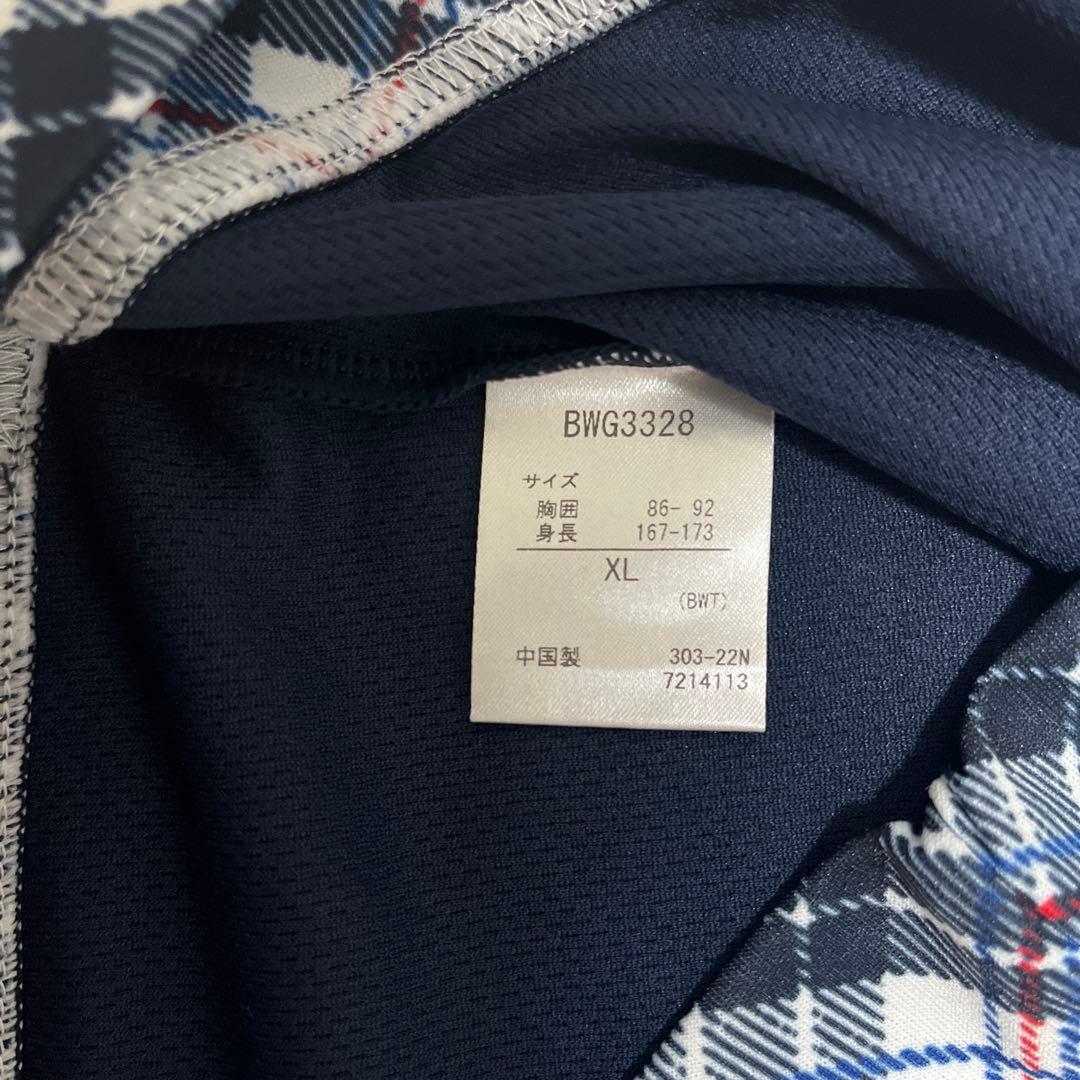 BWG3328
サイズ
胸囲 86- 92
身長 167-173
XL
(BWT)
中国製 303-22N
7214113